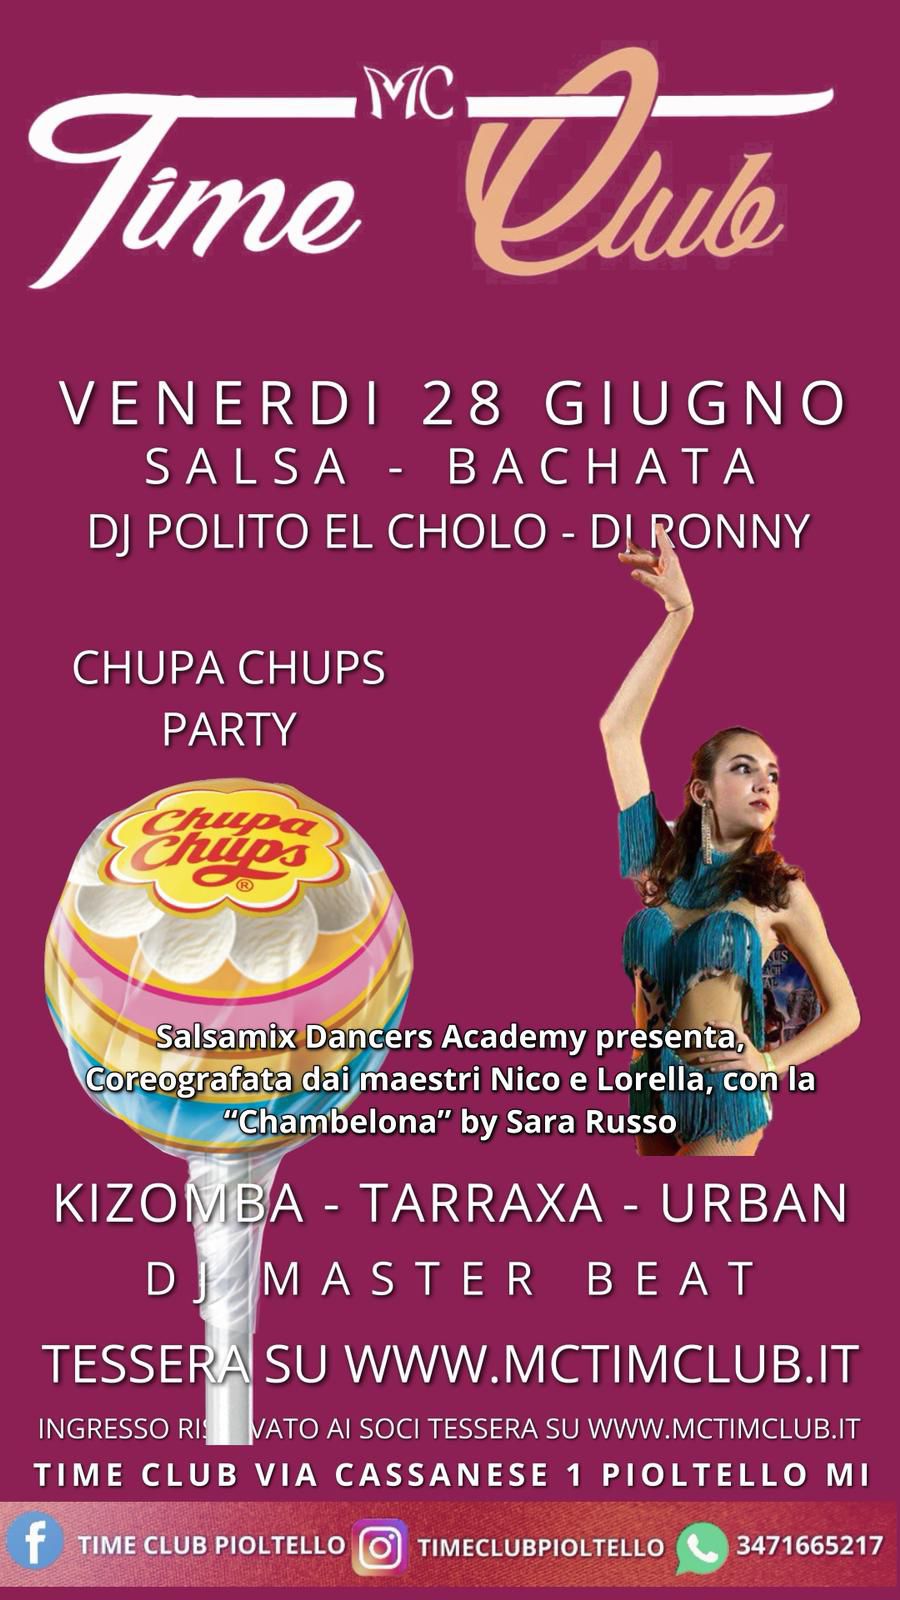 MC
Time Club
VENERDI 28 GIUGNO
SALSA - BACHATA
DJ POLITO EL CHOLO - DJ RONNY
CHUPA CHUPS
PARTY
Chupa
Chups
®
Salsamix Dancers Academy presenta,
Coreografata dai maestri Nico e Lorella, con la
“Chambelona” by Sara Russo
KIZOMBA - TARRAXA - URBAN
DJ MASTER BEAT
TESSERA SU WWW.MCTIMCLUB.IT
INGRESSO RISERVATO AI SOCI TESSERA SU WWW.MCTIMCLUB.IT
TIME CLUB VIA CASSANESE 1 PIOLTELLO MI
TIME CLUB PIOLTELLO TIMECLUBPIOLTELLO 3471665217